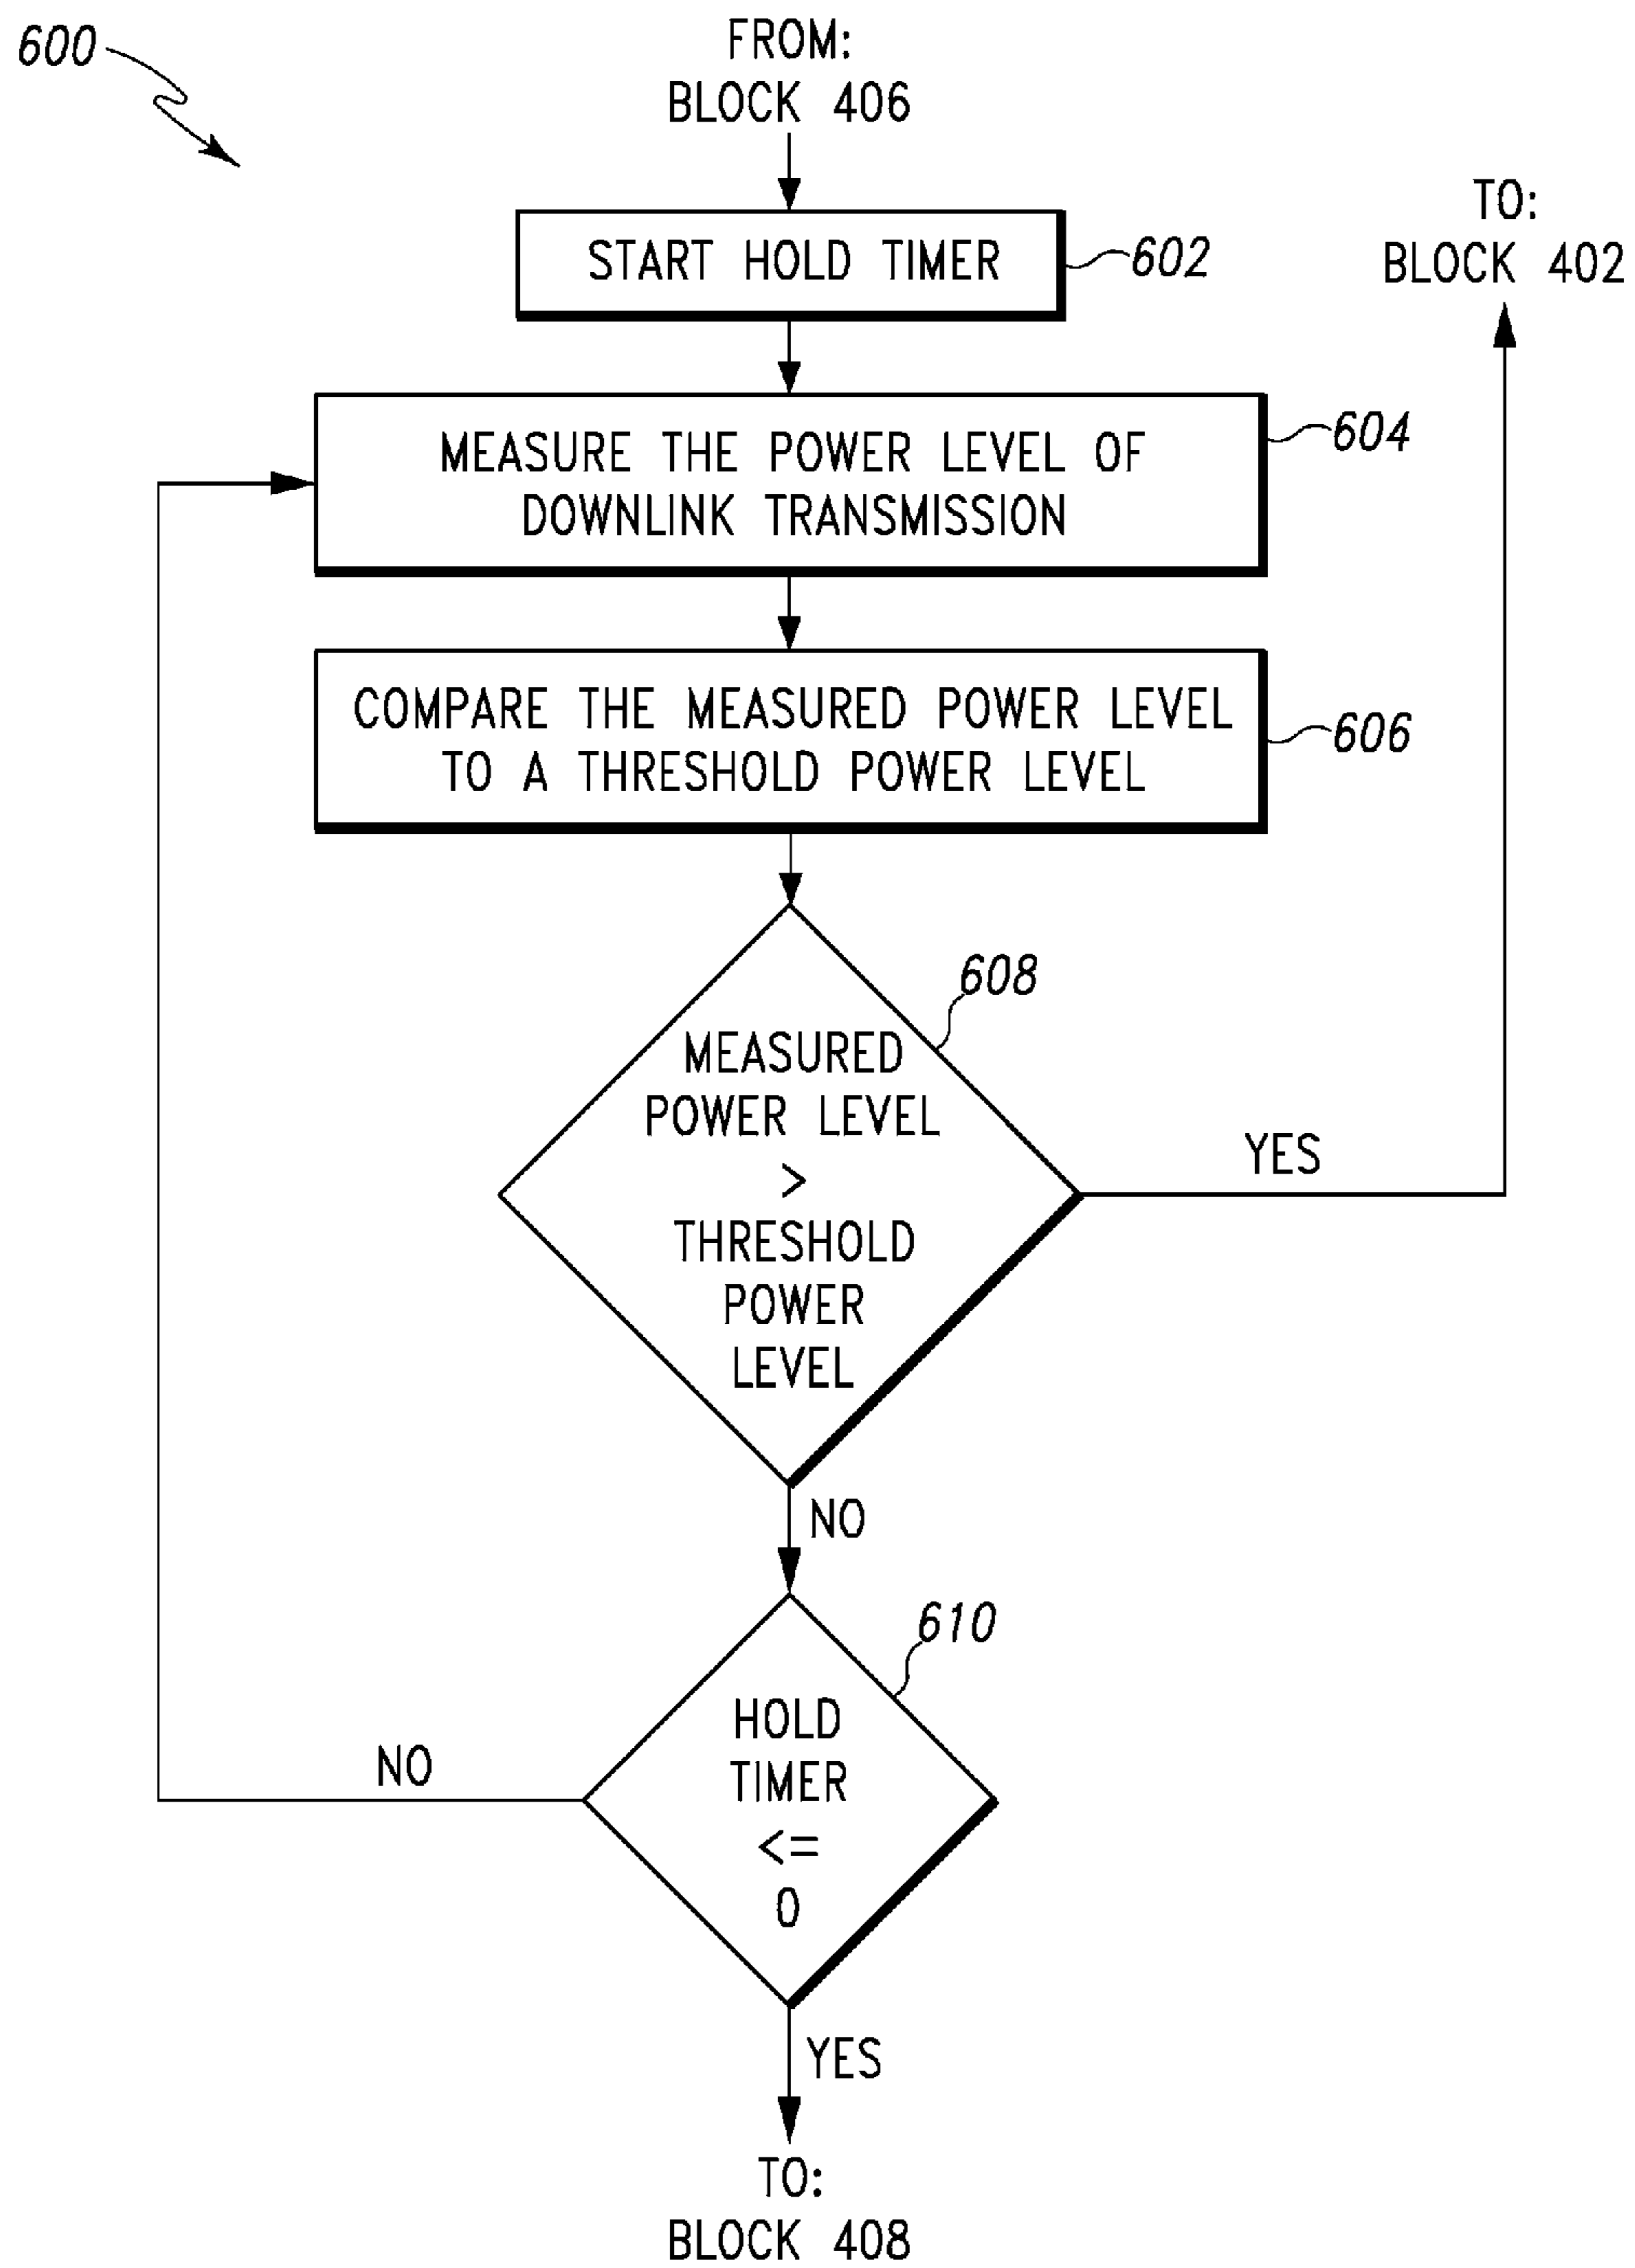 600
FROM:
BLOCK 406
TO:
BLOCK 402
START HOLD TIMER
602
MEASURE THE POWER LEVEL OF
DOWNLINK TRANSMISSION
604
COMPARE THE MEASURED POWER LEVEL
TO A THRESHOLD POWER LEVEL
606
608
MEASURED
POWER LEVEL
>
THRESHOLD
POWER
LEVEL
YES
NO
610
HOLD
TIMER
<=
0
NO
YES
TO:
BLOCK 408